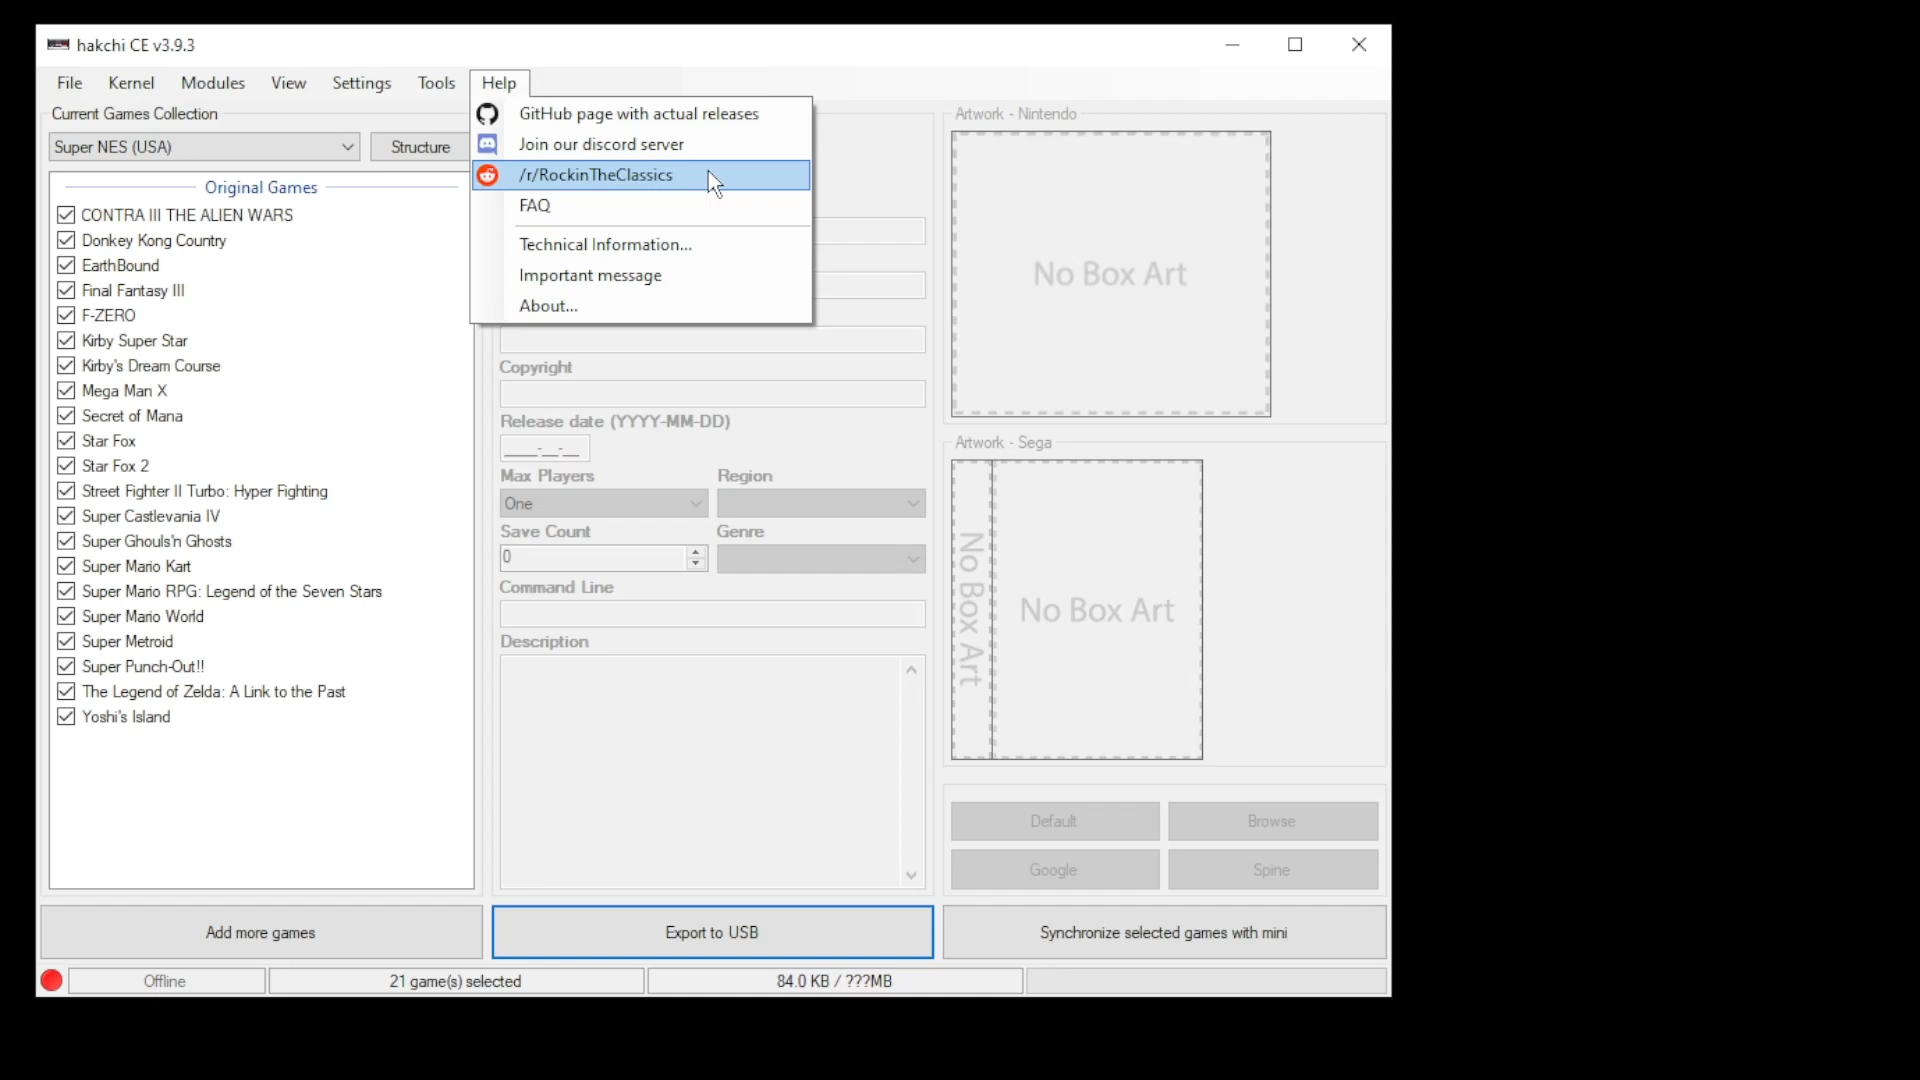 hakchi CE v3.9.3
File Kernel Modules View Settings Tools Help
Current Games Collection
Super NES (USA)
Structure
Original Games
CONTRA III THE ALIEN WARS
Donkey Kong Country
EarthBound
Final Fantasy III
F-ZERO
Kirby Super Star
Kirby's Dream Course
Mega Man X
Secret of Mana
Star Fox
Star Fox 2
Street Fighter II Turbo: Hyper Fighting
Super Castlevania IV
Super Ghouls'n Ghosts
Super Mario Kart
Super Mario RPG: Legend of the Seven Stars
Super Mario World
Super Metroid
Super Punch-Out!!
The Legend of Zelda: A Link to the Past
Yoshi's Island
GitHub page with actual releases
Join our discord server
/r/RockinTheClassics
FAQ
Technical Information...
Important message
About...
Copyright
Release date (YYYY-MM-DD)
____-__-__
Max Players Region
One
Save Count Genre
0
Command Line
Description
Artwork - Nintendo
No Box Art
Artwork - Sega
No Box Art
No Box Art
Default Browse
Google Spine
Add more games
Export to USB
Synchronize selected games with mini
Offline
21 game(s) selected
84.0 KB / ???MB